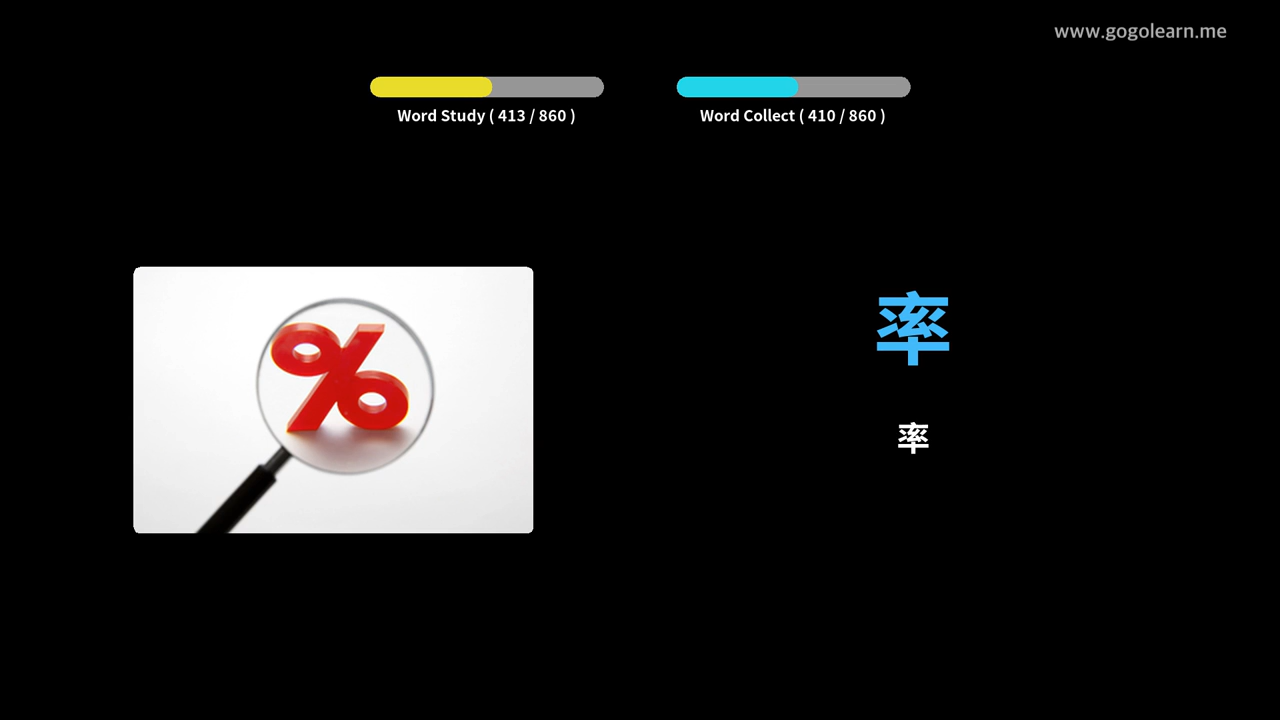 www.gogolearn.me
Word Study ( 413 / 860 )
Word Collect ( 410 / 860 )
%
率
率